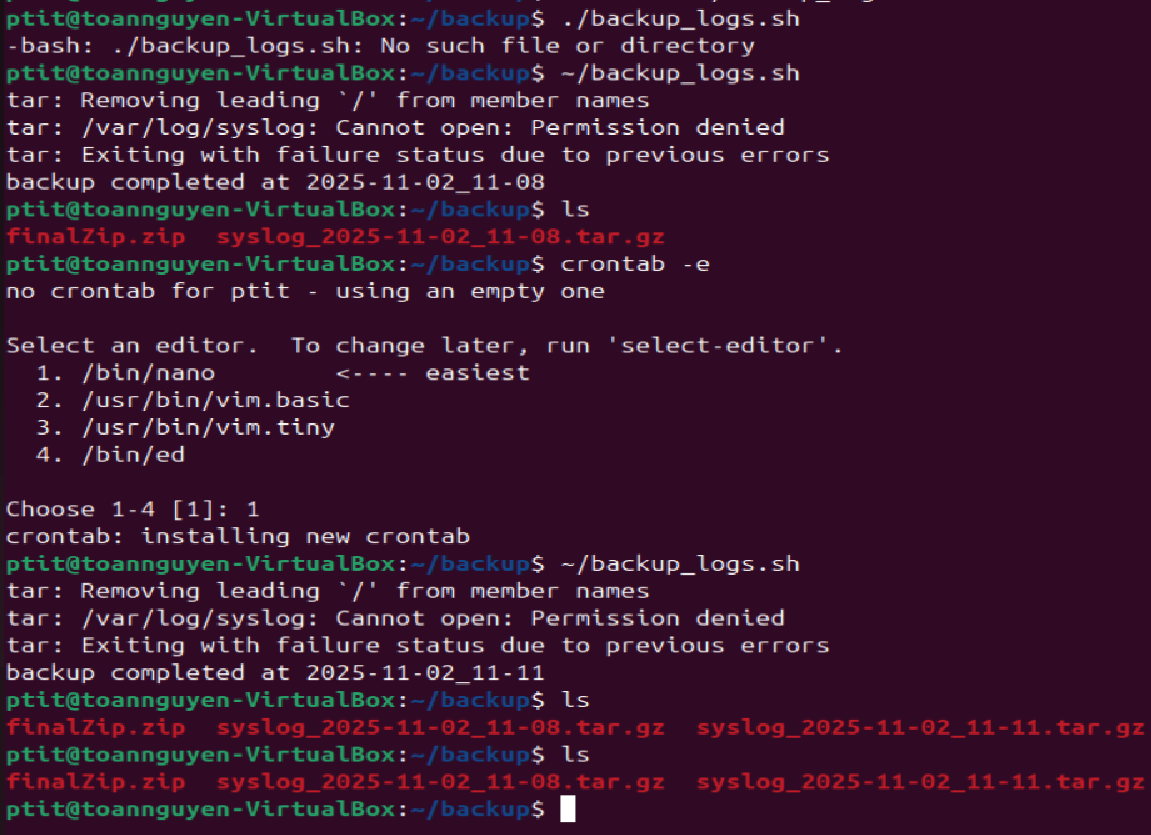 ptit@toannguyen-VirtualBox:~/backup$ ./backup_logs.sh
-bash: ./backup_logs.sh: No such file or directory
ptit@toannguyen-VirtualBox:~/backup$ ~/backup_logs.sh
tar: Removing leading `/' from member names
tar: /var/log/syslog: Cannot open: Permission denied
tar: Exiting with failure status due to previous errors
backup completed at 2025-11-02_11-08
ptit@toannguyen-VirtualBox:~/backup$ ls
finalZip.zip  syslog_2025-11-02_11-08.tar.gz
ptit@toannguyen-VirtualBox:~/backup$ crontab -e
no crontab for ptit - using an empty one

Select an editor.  To change later, run 'select-editor'.
  1. /bin/nano        <---- easiest
  2. /usr/bin/vim.basic
  3. /usr/bin/vim.tiny
  4. /bin/ed

Choose 1-4 [1]: 1
crontab: installing new crontab
ptit@toannguyen-VirtualBox:~/backup$ ~/backup_logs.sh
tar: Removing leading `/' from member names
tar: /var/log/syslog: Cannot open: Permission denied
tar: Exiting with failure status due to previous errors
backup completed at 2025-11-02_11-11
ptit@toannguyen-VirtualBox:~/backup$ ls
finalZip.zip  syslog_2025-11-02_11-08.tar.gz  syslog_2025-11-02_11-11.tar.gz
ptit@toannguyen-VirtualBox:~/backup$ ls
finalZip.zip  syslog_2025-11-02_11-08.tar.gz  syslog_2025-11-02_11-11.tar.gz
ptit@toannguyen-VirtualBox:~/backup$